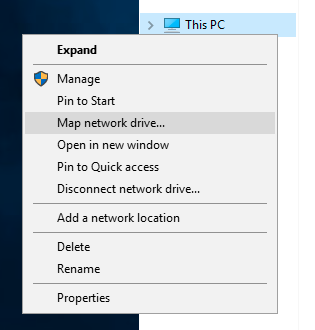 This PC
Expand
Manage
Pin to Start
Map network drive...
Open in new window
Pin to Quick access
Disconnect network drive...
Add a network location
Delete
Rename
Properties